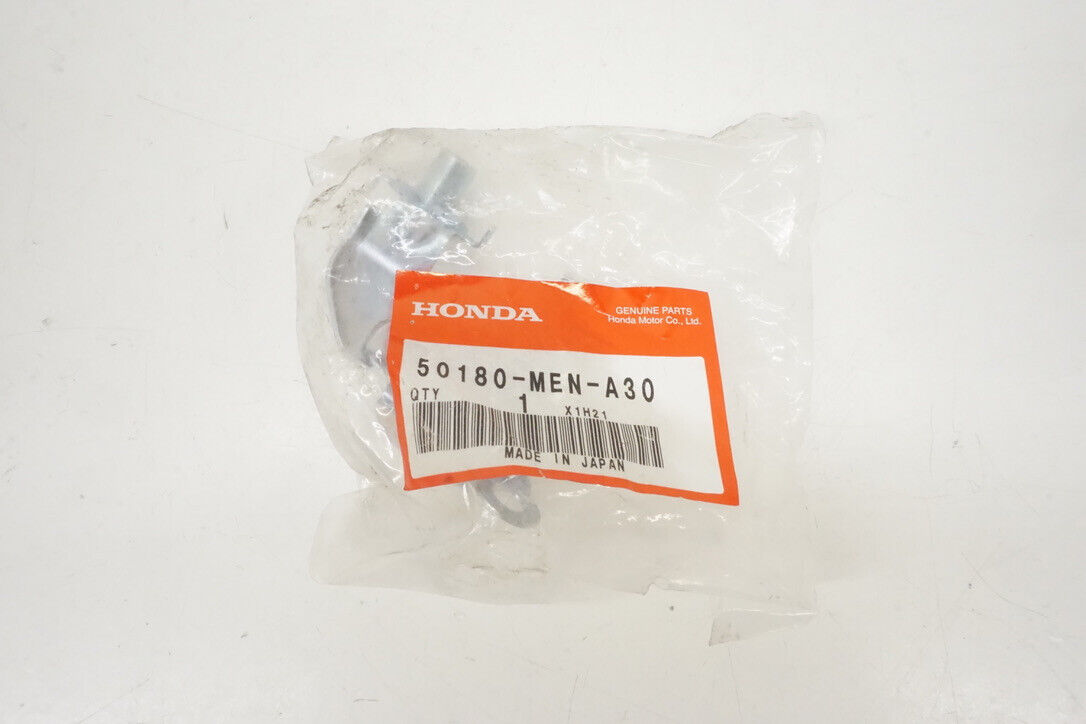 HONDA
GENUINE PARTS
Honda Motor Co., Ltd.
50180-MEN-A30
QTY 1 X1H21
MADE IN JAPAN